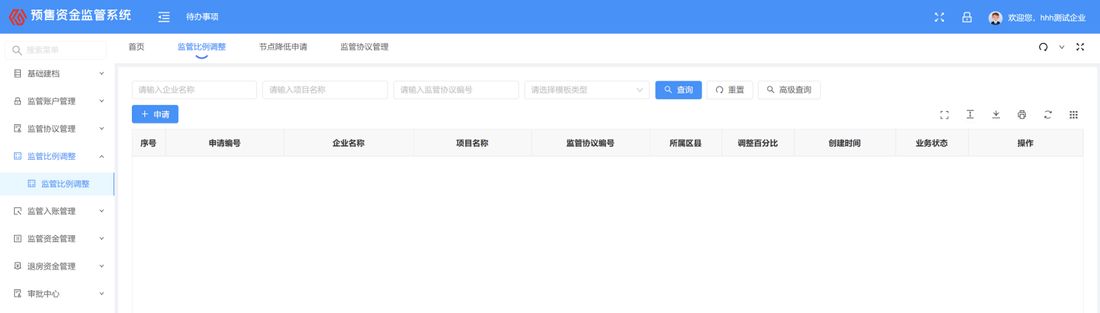 预售资金监管系统 待办事项 欢迎您，hhh测试企业
搜索菜单 首页 监管比例调整 节点降低申请 监管协议管理
基础建档
监管账户管理
监管协议管理
监管比例调整
监管比例调整
监管入账管理
监管资金管理
退房资金管理
审批中心
请输入企业名称 请输入项目名称 请输入监管协议编号 请选择模板类型 查询 重置 高级查询
申请
序号 申请编号 企业名称 项目名称 监管协议编号 所属区县 调整百分比 创建时间 业务状态 操作